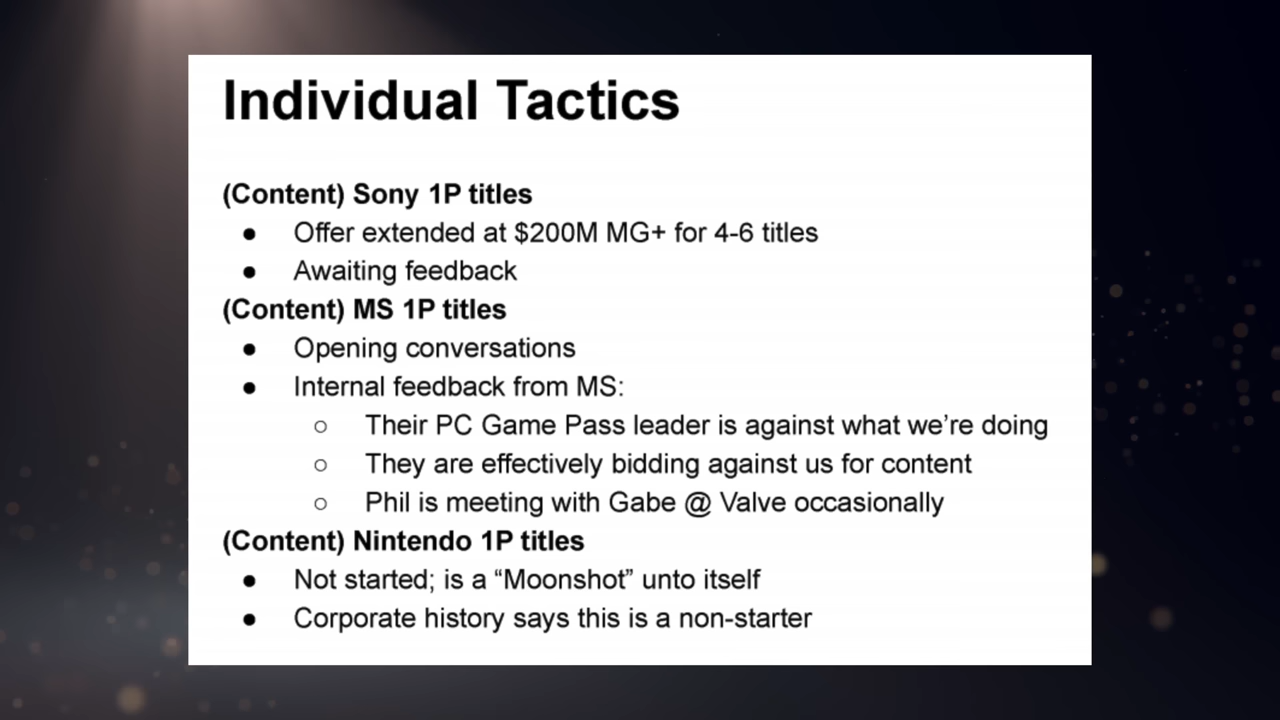 Individual Tactics
(Content) Sony 1P titles
● Offer extended at $200M MG+ for 4-6 titles
● Awaiting feedback
(Content) MS 1P titles
● Opening conversations
● Internal feedback from MS:
○ Their PC Game Pass leader is against what we’re doing
○ They are effectively bidding against us for content
○ Phil is meeting with Gabe @ Valve occasionally
(Content) Nintendo 1P titles
● Not started; is a “Moonshot” unto itself
● Corporate history says this is a non-starter